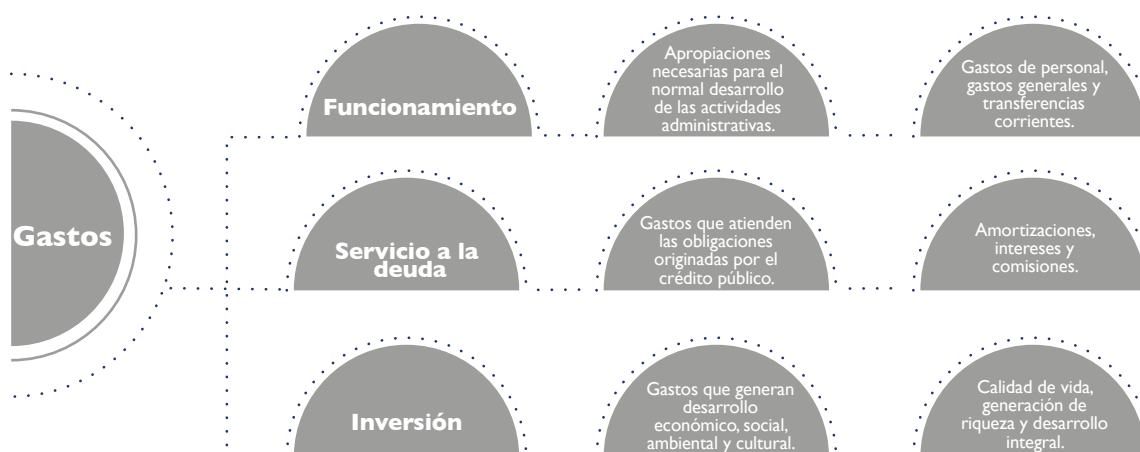 Gastos
Funcionamiento
Apropiaciones
necesarias para el
normal desarrollo
de las actividades
administrativas.
Gastos de personal,
gastos generales y
transferencias
corrientes.
Servicio a la
deuda
Gastos que atienden
las obligaciones
originadas por el
crédito público.
Amortizaciones,
intereses y
comisiones.
Inversión
Gastos que generan
desarrollo
económico, social,
ambiental y cultural.
Calidad de vida,
generación de
riqueza y desarrollo
integral.